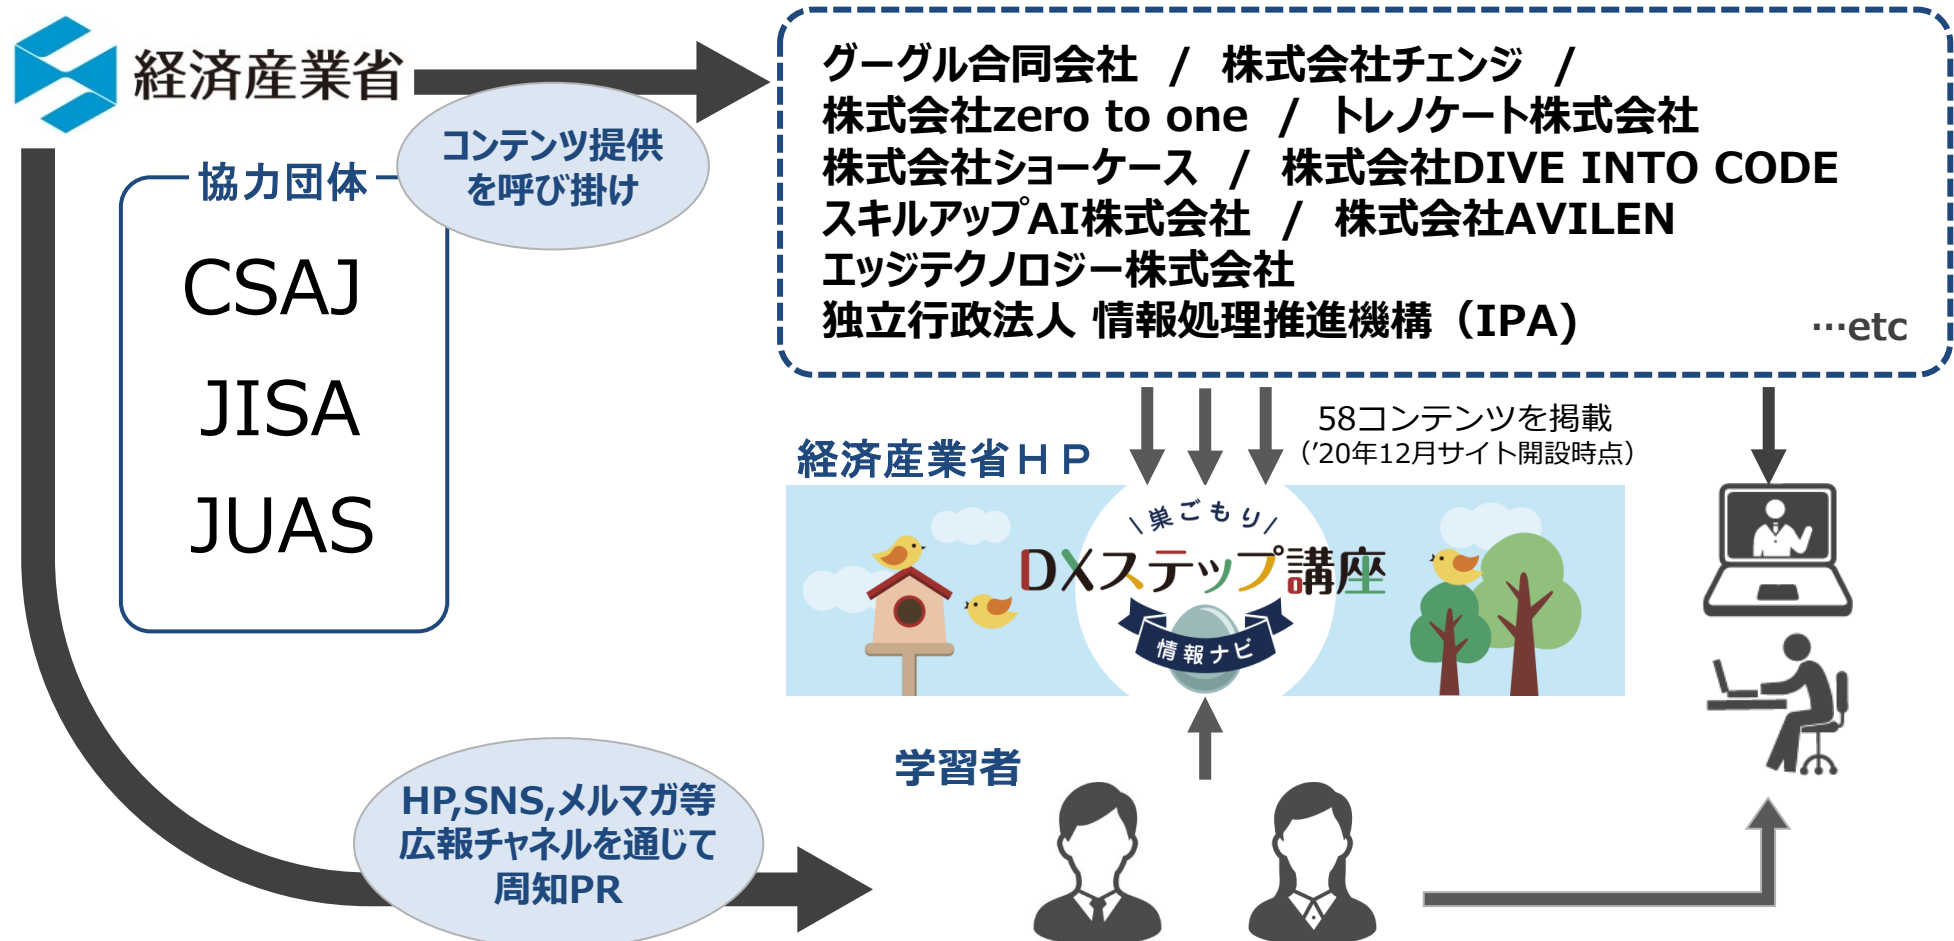 経済産業省
コンテンツ提供
を呼び掛け
協力団体
CSAJ
JISA
JUAS
グーグル合同会社 / 株式会社チェンジ /
株式会社zero to one / トレノケート株式会社
株式会社ショーケース / 株式会社DIVE INTO CODE
スキルアップAI株式会社 / 株式会社AVILEN
エッジテクノロジー株式会社
独立行政法人 情報処理推進機構（IPA)
…etc
58コンテンツを掲載
（’20年12月サイト開設時点）
経済産業省ＨＰ
\巣ごもり/
DXステップ講座
情報ナビ
学習者
HP,SNS,メルマガ等
広報チャネルを通じて
周知PR